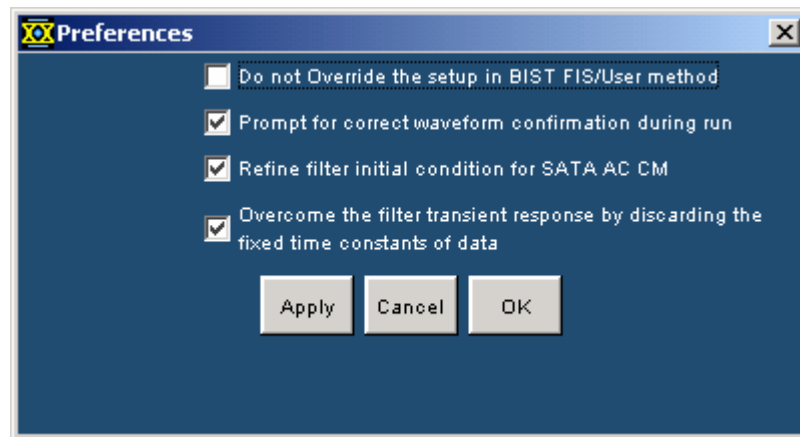 Preferences
Do not Override the setup in BIST FIS/User method
Prompt for correct waveform confirmation during run
Refine filter initial condition for SATA AC CM
Overcome the filter transient response by discarding the
fixed time constants of data
Apply Cancel OK